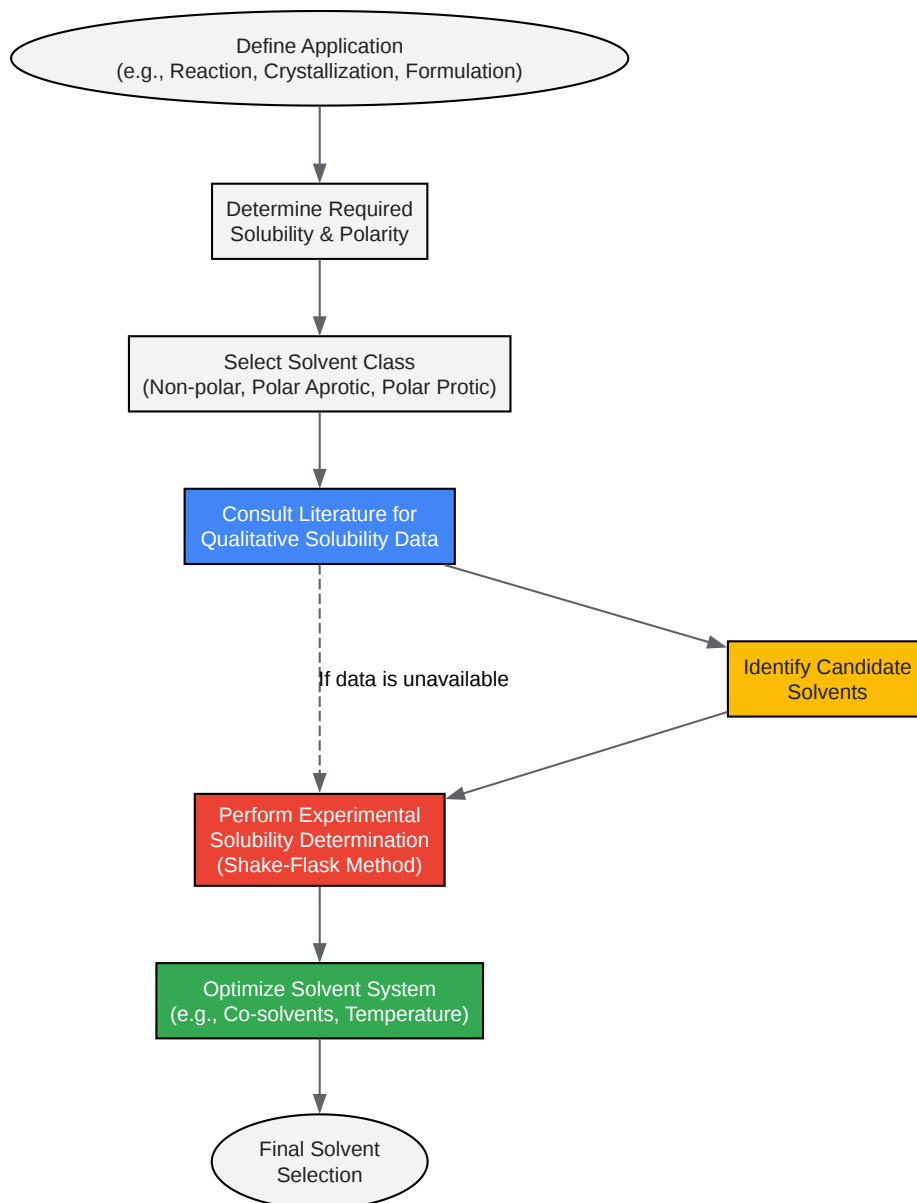 Define Application
(e.g., Reaction, Crystallization, Formulation)
Determine Required
Solubility & Polarity
Select Solvent Class
(Non-polar, Polar Aprotic, Polar Protic)
Consult Literature for
Qualitative Solubility Data
Identify Candidate
Solvents
If data is unavailable
Perform Experimental
Solubility Determination
(Shake-Flask Method)
Optimize Solvent System
(e.g., Co-solvents, Temperature)
Final Solvent
Selection